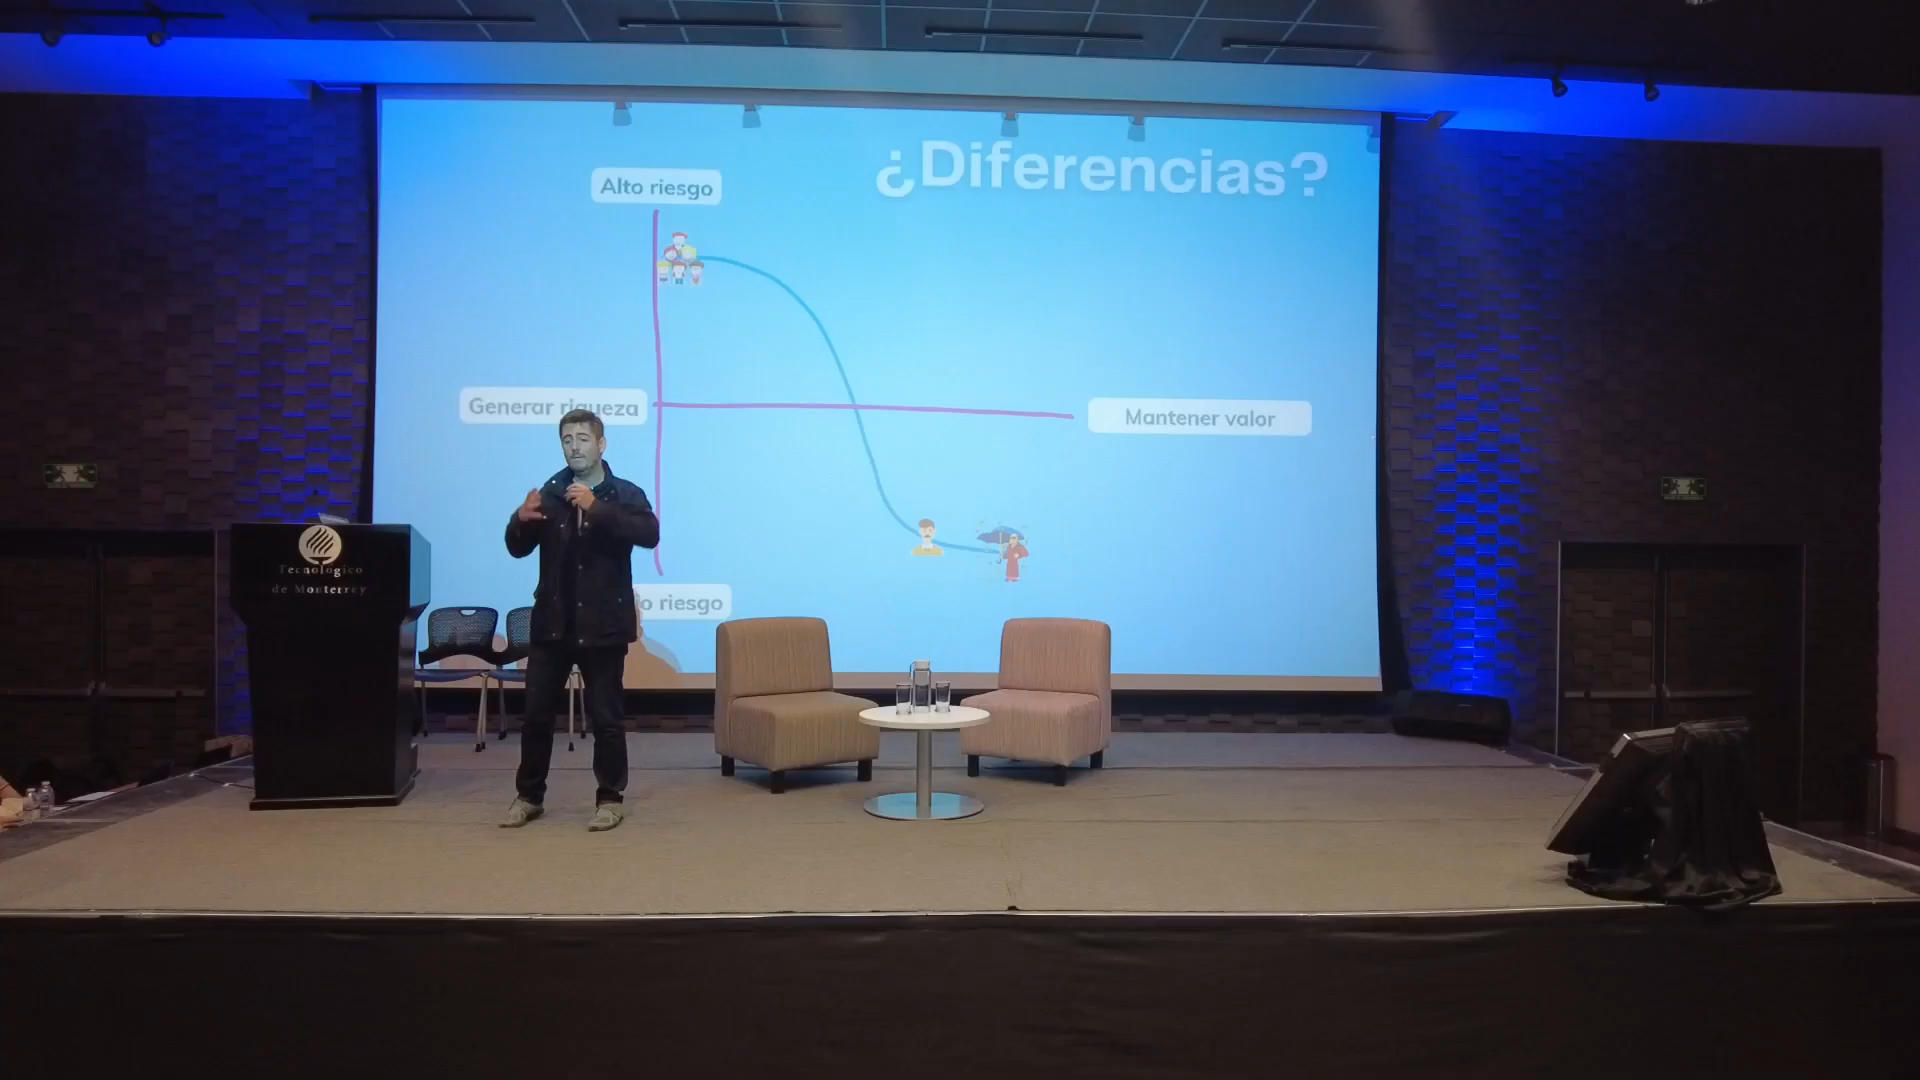 ¿Diferencias?
Alto riesgo
Generar riqueza
Mantener valor
riesgo
Tecnológico
de Monterrey